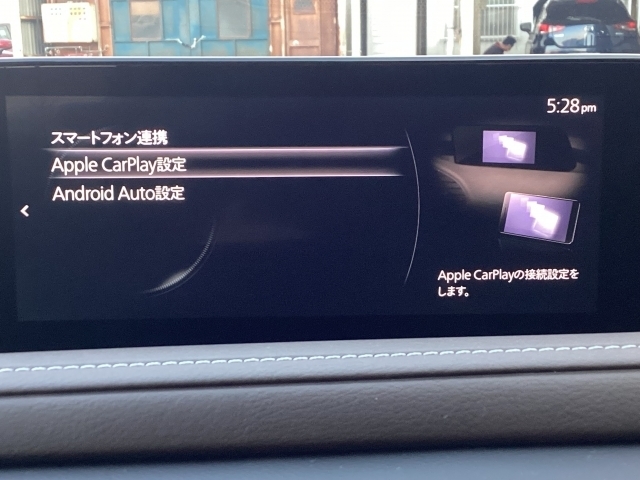 5:28pm
スマートフォン連携
Apple CarPlay設定
Android Auto設定
Apple CarPlayの接続設定を
します。